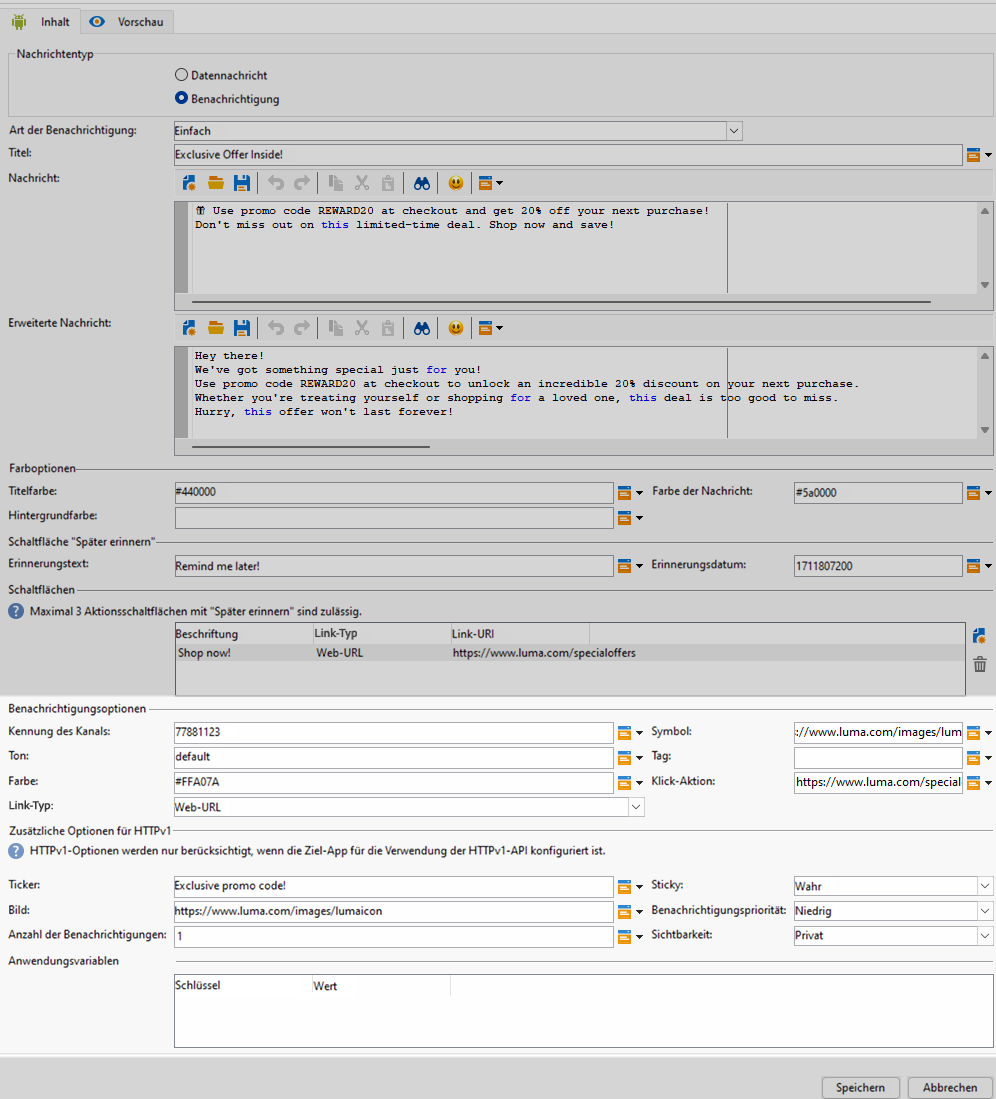 Inhalt Vorschau
Nachrichtentyp
Datennachricht
Benachrichtigung
Art der Benachrichtigung: Einfach
Titel: Exclusive Offer Inside!
Nachricht:
Use promo code REWARD20 at checkout and get 20% off your next purchase!
Don't miss out on this limited-time deal. Shop now and save!
Erweiterte Nachricht:
Hey there!
We've got something special just for you!
Use promo code REWARD20 at checkout to unlock an incredible 20% discount on your next purchase.
Whether you're treating yourself or shopping for a loved one, this deal is too good to miss.
Hurry, this offer won't last forever!
Farboptionen
Titelfarbe: #440000 Farbe der Nachricht: #5a0000
Hintergrundfarbe:
Schaltfläche "Später erinnern"
Erinnerungstext: Remind me later! Erinnerungsdatum: 1711807200
Schaltflächen
? Maximal 3 Aktionsschaltflächen mit "Später erinnern" sind zulässig.
Beschriftung Link-Typ Link-URI
Shop now! Web-URL https://www.luma.com/specialoffers
Benachrichtigungsoptionen
Kennung des Kanals: 77881123 Symbol: ://www.luma.com/images/lum
Ton: default Tag:
Farbe: #FFA07A Klick-Aktion: https://www.luma.com/special
Link-Typ: Web-URL
Zusätzliche Optionen für HTTPv1
? HTTPv1-Optionen werden nur berücksichtigt, wenn die Ziel-App für die Verwendung der HTTPv1-API konfiguriert ist.
Ticker: Exclusive promo code! Sticky: Wahr
Bild: https://www.luma.com/images/lumaicon Benachrichtigungspriorität: Niedrig
Anzahl der Benachrichtigungen: 1 Sichtbarkeit: Privat
Anwendungsvariablen
Schlüssel Wert
Speichern Abbrechen